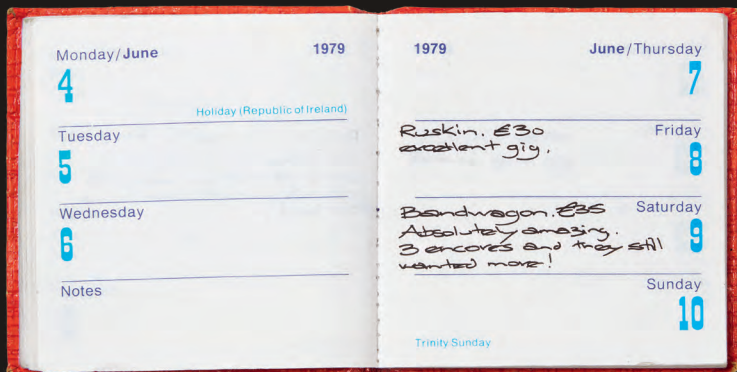 Monday/June 1979
4
Holiday (Republic of Ireland)
Tuesday
5
Wednesday
6
Notes
1979 June/Thursday
7
Ruskin. £30
excellent gig.
Friday
8
Bandwagon. £35
Absolutely amazing.
3 encores and they still
wanted more!
Saturday
9
Sunday
10
Trinity Sunday